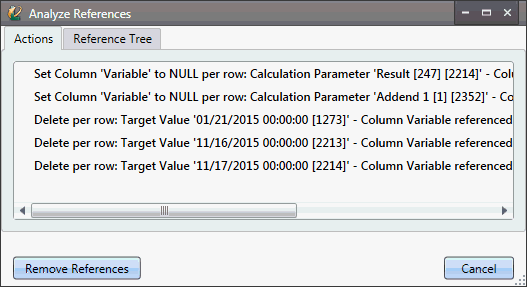 Analyze References
Actions
Reference Tree
Set Column 'Variable' to NULL per row: Calculation Parameter 'Result [247] [2214]' - Colu
Set Column 'Variable' to NULL per row: Calculation Parameter 'Addend 1 [1] [2352]' - Co
Delete per row: Target Value '01/21/2015 00:00:00 [1273]' - Column Variable referenced
Delete per row: Target Value '11/16/2015 00:00:00 [2213]' - Column Variable referenced
Delete per row: Target Value '11/17/2015 00:00:00 [2214]' - Column Variable referenced
Remove References
Cancel